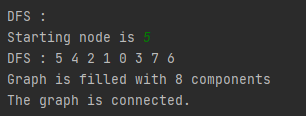 DFS :
Starting node is 5
DFS : 5 4 2 1 0 3 7 6
Graph is filled with 8 components
The graph is connected.